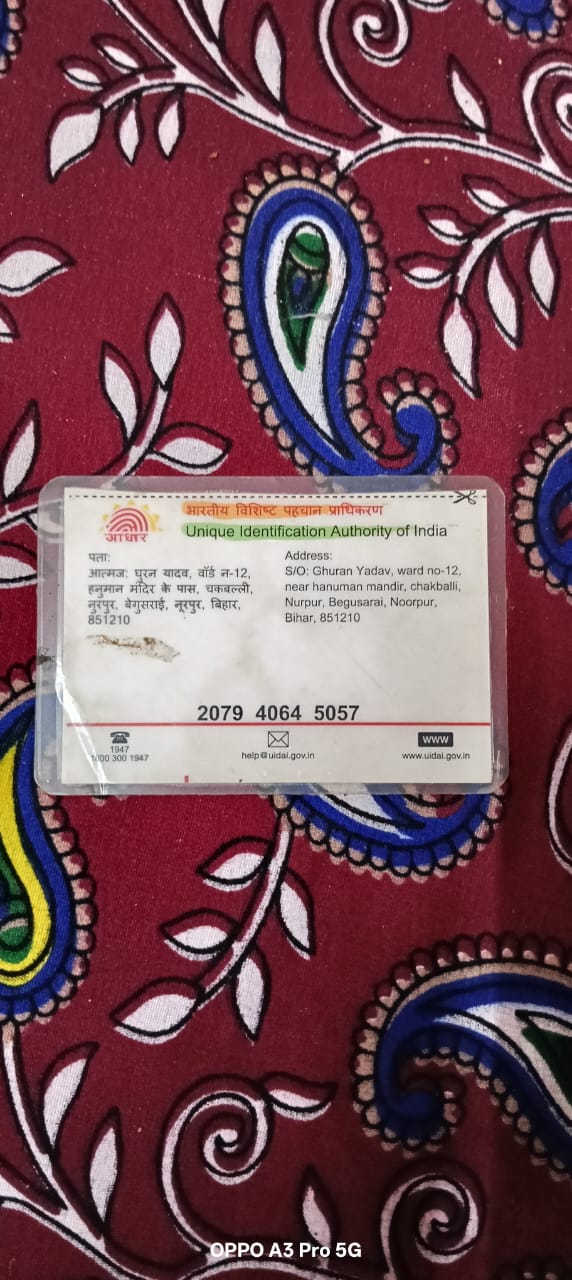 भारतीय विशिष्ट पहचान प्राधिकरण
Unique Identification Authority of India
आधार
पता:
आत्मज: घुरन यादव, वॉर्ड न-12,
हनुमान मंदिर के पास, चकबल्ली,
नुरपुर, बेगुसराई, नूरपुर, बिहार,
851210
Address:
S/O: Ghuran Yadav, ward no-12,
near hanuman mandir, chakballi,
Nurpur, Begusarai, Noorpur,
Bihar, 851210
2079 4064 5057
1947
1800 300 1947
help@uidai.gov.in
WWW
www.uidai.gov.in
OPPO A3 Pro 5G